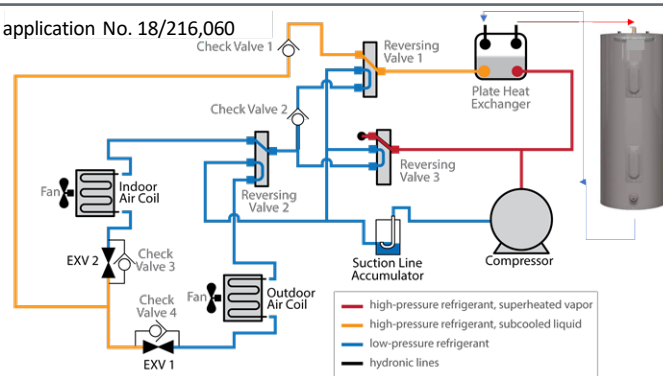 application No. 18/216,060
Check Valve 1
Reversing
Valve 1
Plate Heat
Exchanger
Check Valve 2
Reversing
Valve 3
Fan
Indoor
Air Coil
Reversing
Valve 2
EXV 2
Check
Valve 3
Suction Line
Accumulator
Compressor
Check
Valve 4
Fan
Outdoor
Air Coil
EXV 1
high-pressure refrigerant, superheated vapor
high-pressure refrigerant, subcooled liquid
low-pressure refrigerant
hydronic lines